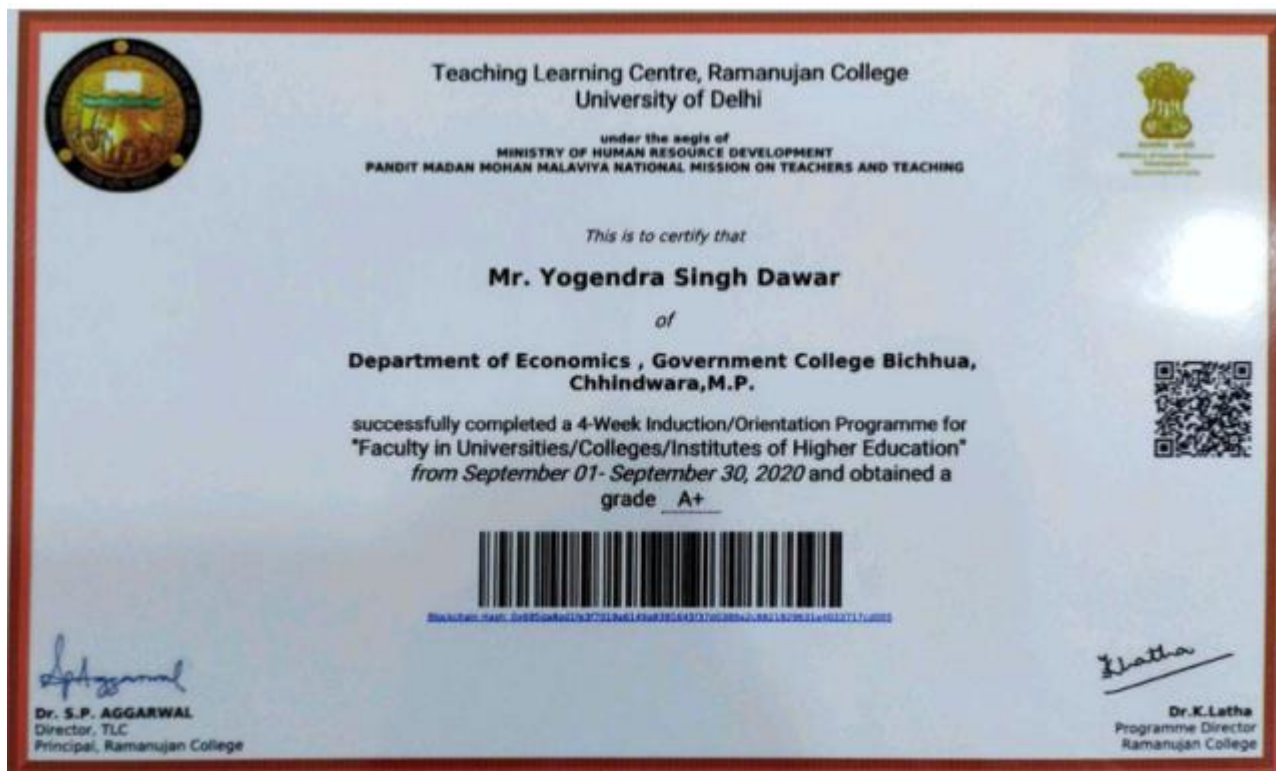 Teaching Learning Centre, Ramanujan College
University of Delhi
under the aegis of
MINISTRY OF HUMAN RESOURCE DEVELOPMENT
PANDIT MADAN MOHAN MALAVIYA NATIONAL MISSION ON TEACHERS AND TEACHING
This is to certify that
Mr. Yogendra Singh Dawar
of
Department of Economics , Government College Bichhua,
Chhindwara,M.P.
successfully completed a 4-Week Induction/Orientation Programme for
"Faculty in Universities/Colleges/Institutes of Higher Education"
from September 01- September 30, 2020 and obtained a
grade A+
Blockchain Hash:
Dr. S.P. AGGARWAL
Director, TLC
Principal, Ramanujan College
Dr.K.Latha
Programme Director
Ramanujan College